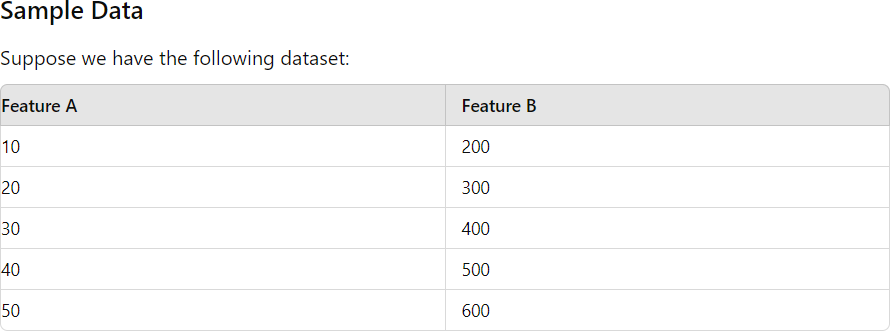 Sample Data
Suppose we have the following dataset:
Feature A Feature B
10 200
20 300
30 400
40 500
50 600